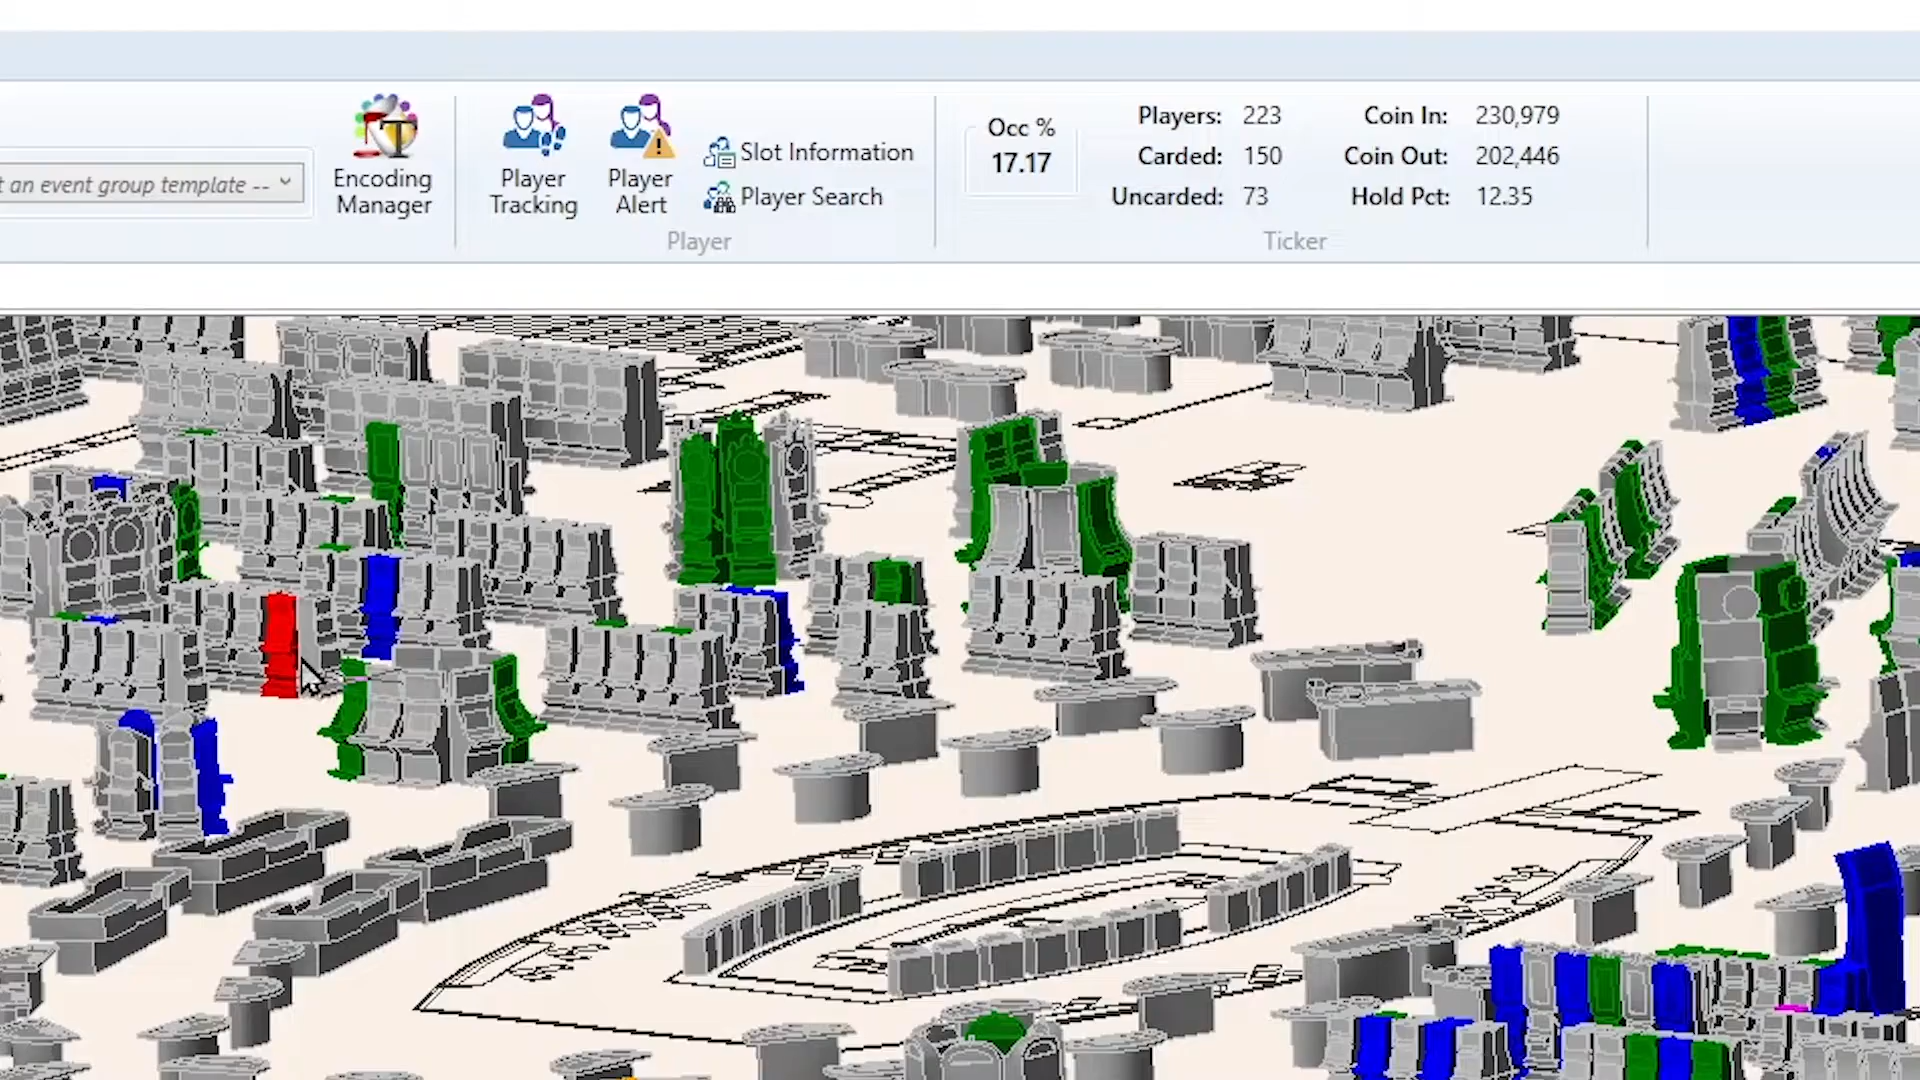 t an event group template --
Encoding
Manager
Player
Tracking
Player
Alert
Slot Information
Player Search
Player
Occ %
17.17
Players: 223
Carded: 150
Uncarded: 73
Coin In: 230,979
Coin Out: 202,446
Hold Pct: 12.35
Ticker